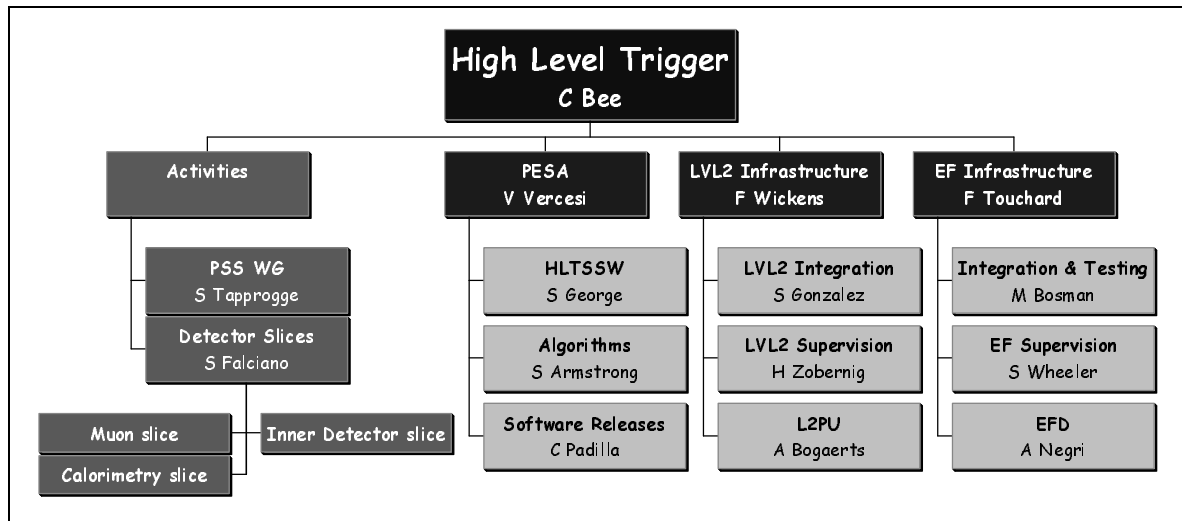 High Level Trigger
C Bee
Activities
PESA
V Vercesi
LVL2 Infrastructure
F Wickens
EF Infrastructure
F Touchard
PSS WG
S Tapprogge
Detector Slices
S Falciano
Muon slice
Inner Detector slice
Calorimetry slice
HLTSSW
S George
Algorithms
S Armstrong
Software Releases
C Padilla
LVL2 Integration
S Gonzalez
LVL2 Supervision
H Zobernig
L2PU
A Bogaerts
Integration & Testing
M Bosman
EF Supervision
S Wheeler
EFD
A Negri